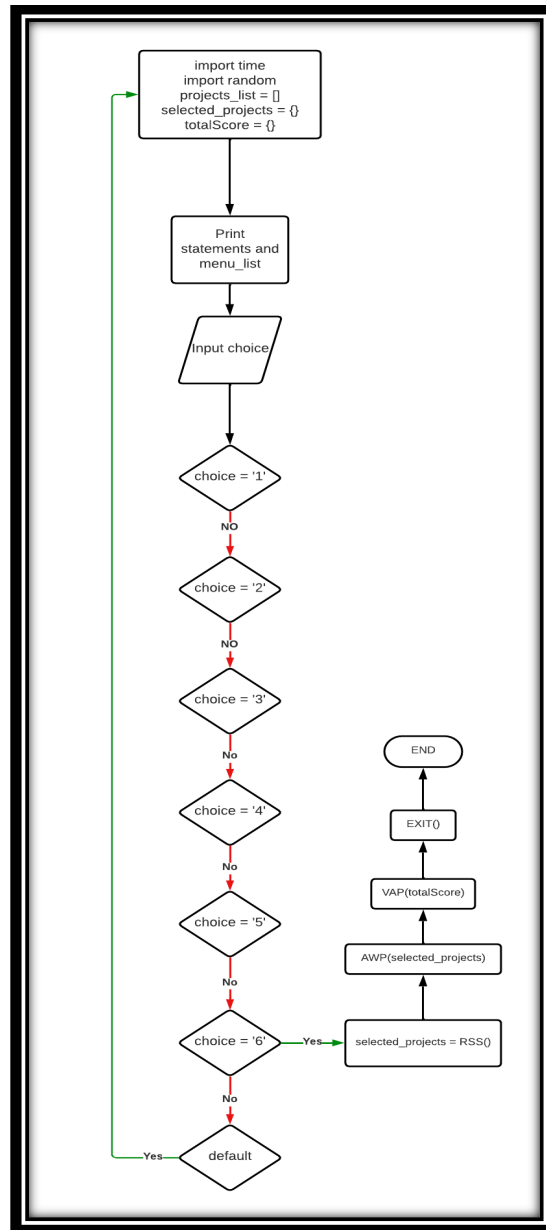 import time
import random
projects_list = []
selected_projects = {}
totalScore = {}
Print
statements and
menu_list
Input choice
choice = '1'
NO
choice = '2'
NO
choice = '3'
No
choice = '4'
No
choice = '5'
No
choice = '6'
Yes
selected_projects = RSS()
AWP(selected_projects)
VAP(totalScore)
EXIT()
END
No
default
Yes